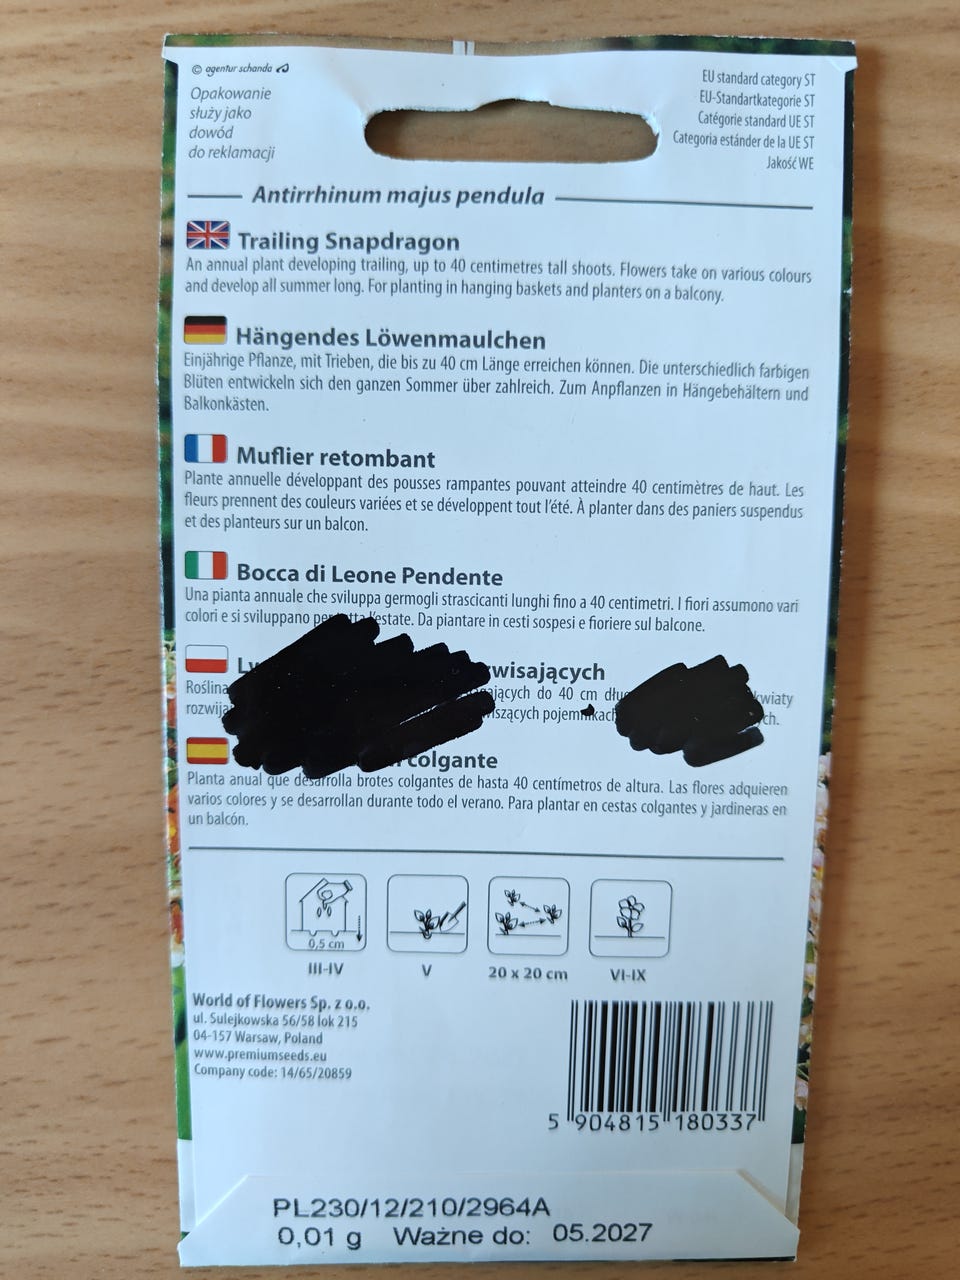 © agentur schanda
Opakowanie
służy jako
dowód
do reklamacji
EU standard category ST
EU-Standartkategorie ST
Catégorie standard UE ST
Categoria estánder de la UE ST
Jakość WE
Antirrhinum majus pendula
Trailing Snapdragon
An annual plant developing trailing, up to 40 centimetres tall shoots. Flowers take on various colours
and develop all summer long. For planting in hanging baskets and planters on a balcony.
Hängendes Löwenmaulchen
Einjährige Pflanze, mit Trieben, die bis zu 40 cm Länge erreichen können. Die unterschiedlich farbigen
Blüten entwickeln sich den ganzen Sommer über zahlreich. Zum Anpflanzen in Hängebehältern und
Balkonkästen.
Muflier retombant
Plante annuelle développant des pousses rampantes pouvant atteindre 40 centimètres de haut. Les
fleurs prennent des couleurs variées et se développent tout l'été. À planter dans des paniers suspendus
et des planteurs sur un balcon.
Bocca di Leone Pendente
Una pianta annuale che sviluppa germogli strascicanti lunghi fino a 40 centimetri. I fiori assumono vari
colori e si sviluppano per l'estate. Da piantare in cesti sospesi e fioriere sul balcone.
Roślina do 40 cm
colgante
Planta anual que desarrolla brotes colgantes de hasta 40 centímetros de altura. Las flores adquieren
varios colores y se desarrollan durante todo el verano. Para plantar en cestas colgantes y jardineras en
un balcón.
0,5 cm
III-IV
V
20 x 20 cm
VI-IX
World of Flowers Sp. z o.o.
ul. Sulejkowska 56/58 lok 215
04-157 Warsaw, Poland
www.premiumseeds.eu
Company code: 14/65/20859
5 904815 180337
PL230/12/210/2964A
0,01 g Ważne do: 05.2027